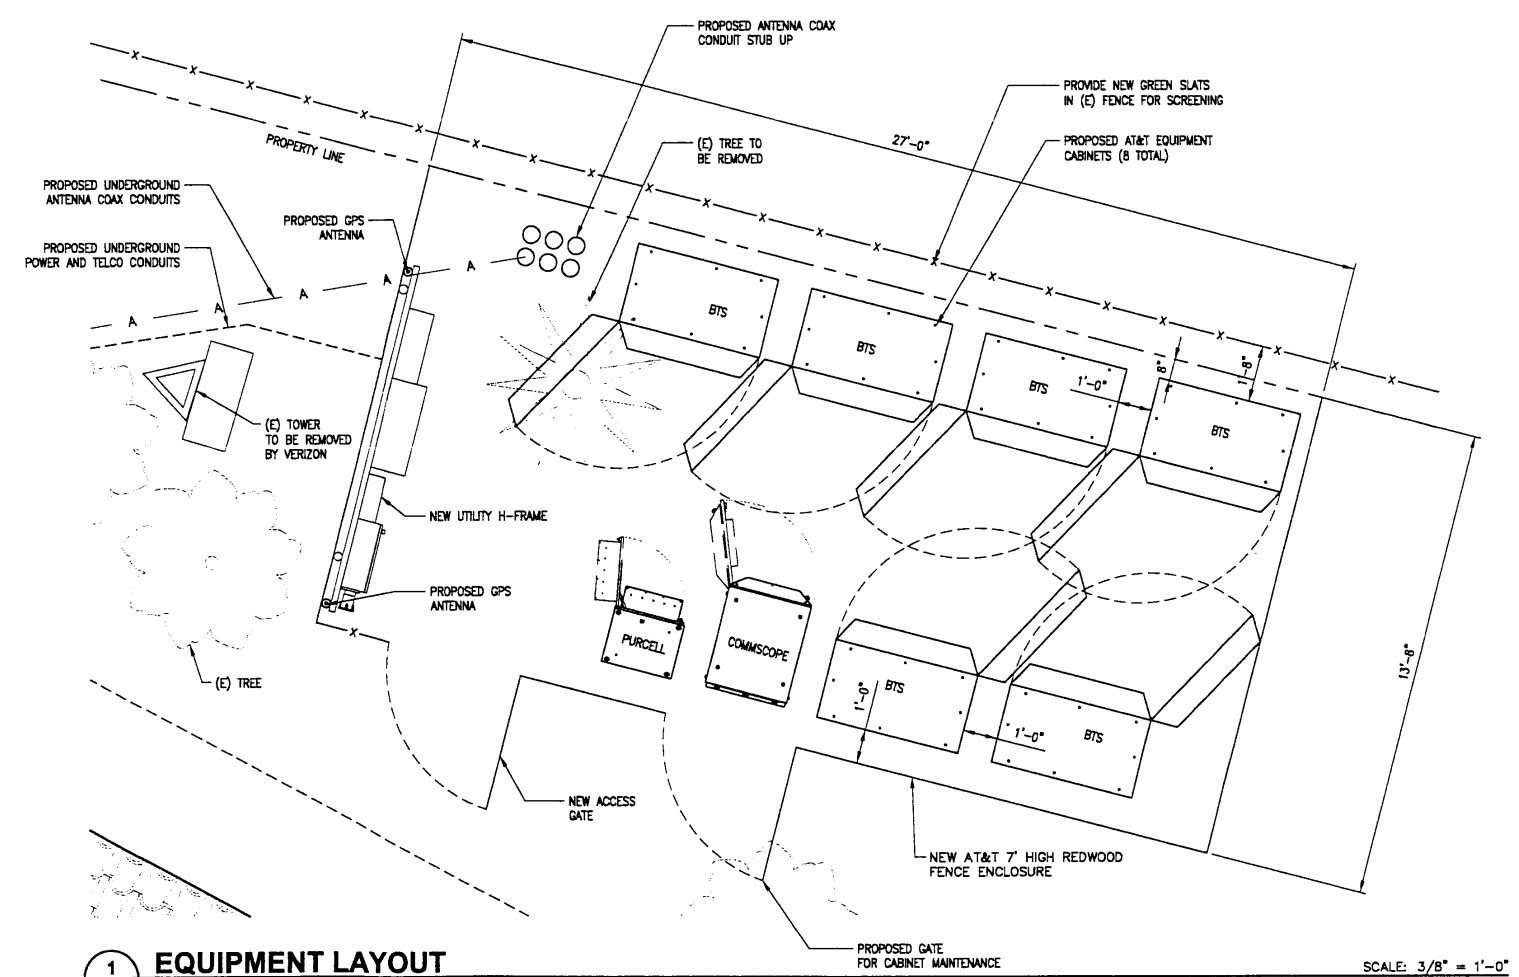 PROPOSED ANTENNA COAX
CONDUIT STUB UP
PROVIDE NEW GREEN SLATS
IN (E) FENCE FOR SCREENING
27'-0"
PROPERTY LINE
(E) TREE TO
BE REMOVED
PROPOSED AT&T EQUIPMENT
CABINETS (8 TOTAL)
PROPOSED UNDERGROUND
ANTENNA COAX CONDUITS
PROPOSED GPS
ANTENNA
PROPOSED UNDERGROUND
POWER AND TELCO CONDUITS
A
A
A
A
A
BTS
BTS
BTS
BTS
1'-0"
8"
1'-8"
(E) TOWER
TO BE REMOVED
BY VERIZON
NEW UTILITY H-FRAME
PROPOSED GPS
ANTENNA
PURCELL
COMMSCOPE
13'-8"
(E) TREE
BTS
1'-0"
1'-0"
BTS
NEW ACCESS
GATE
NEW AT&T 7' HIGH REDWOOD
FENCE ENCLOSURE
PROPOSED GATE
FOR CABINET MAINTENANCE
1
EQUIPMENT LAYOUT
SCALE: 3/8" = 1'-0"